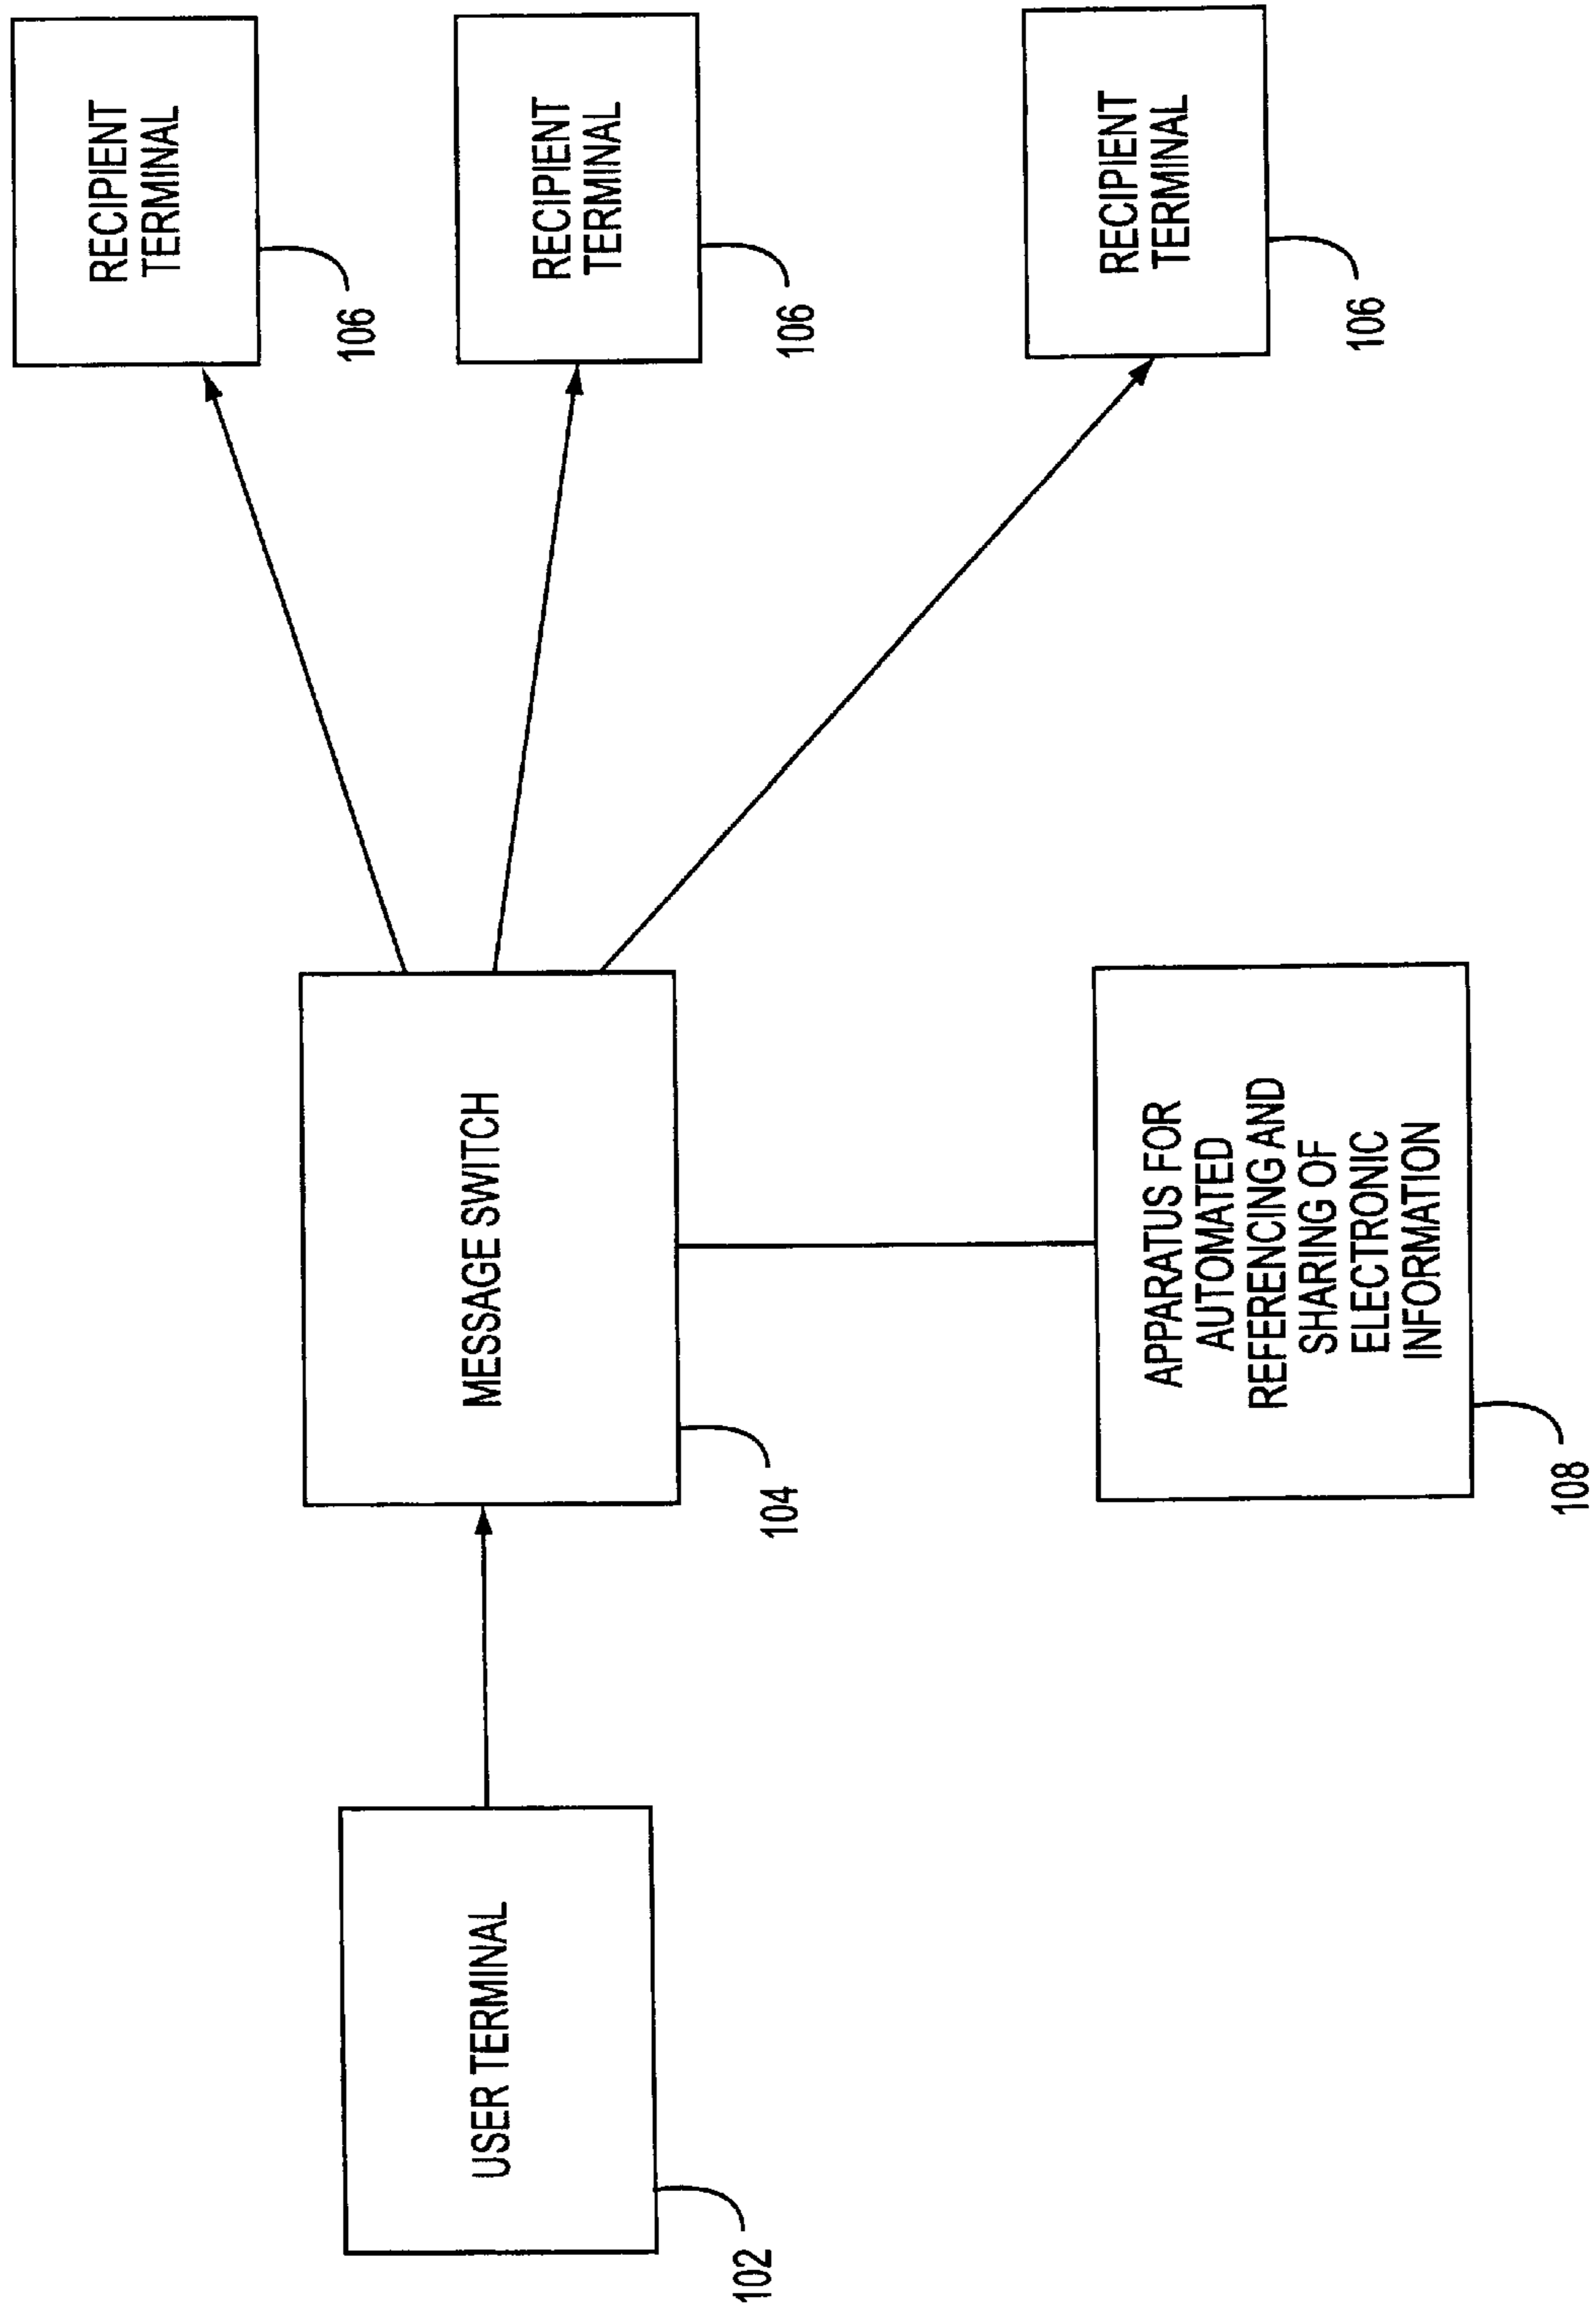 RECIPIENT
TERMINAL
106
RECIPIENT
TERMINAL
106
RECIPIENT
TERMINAL
106
MESSAGE SWITCH
104
APPARATUS FOR
AUTOMATED
REFERENCING AND
SHARING OF
ELECTRONIC
INFORMATION
108
USER TERMINAL
102